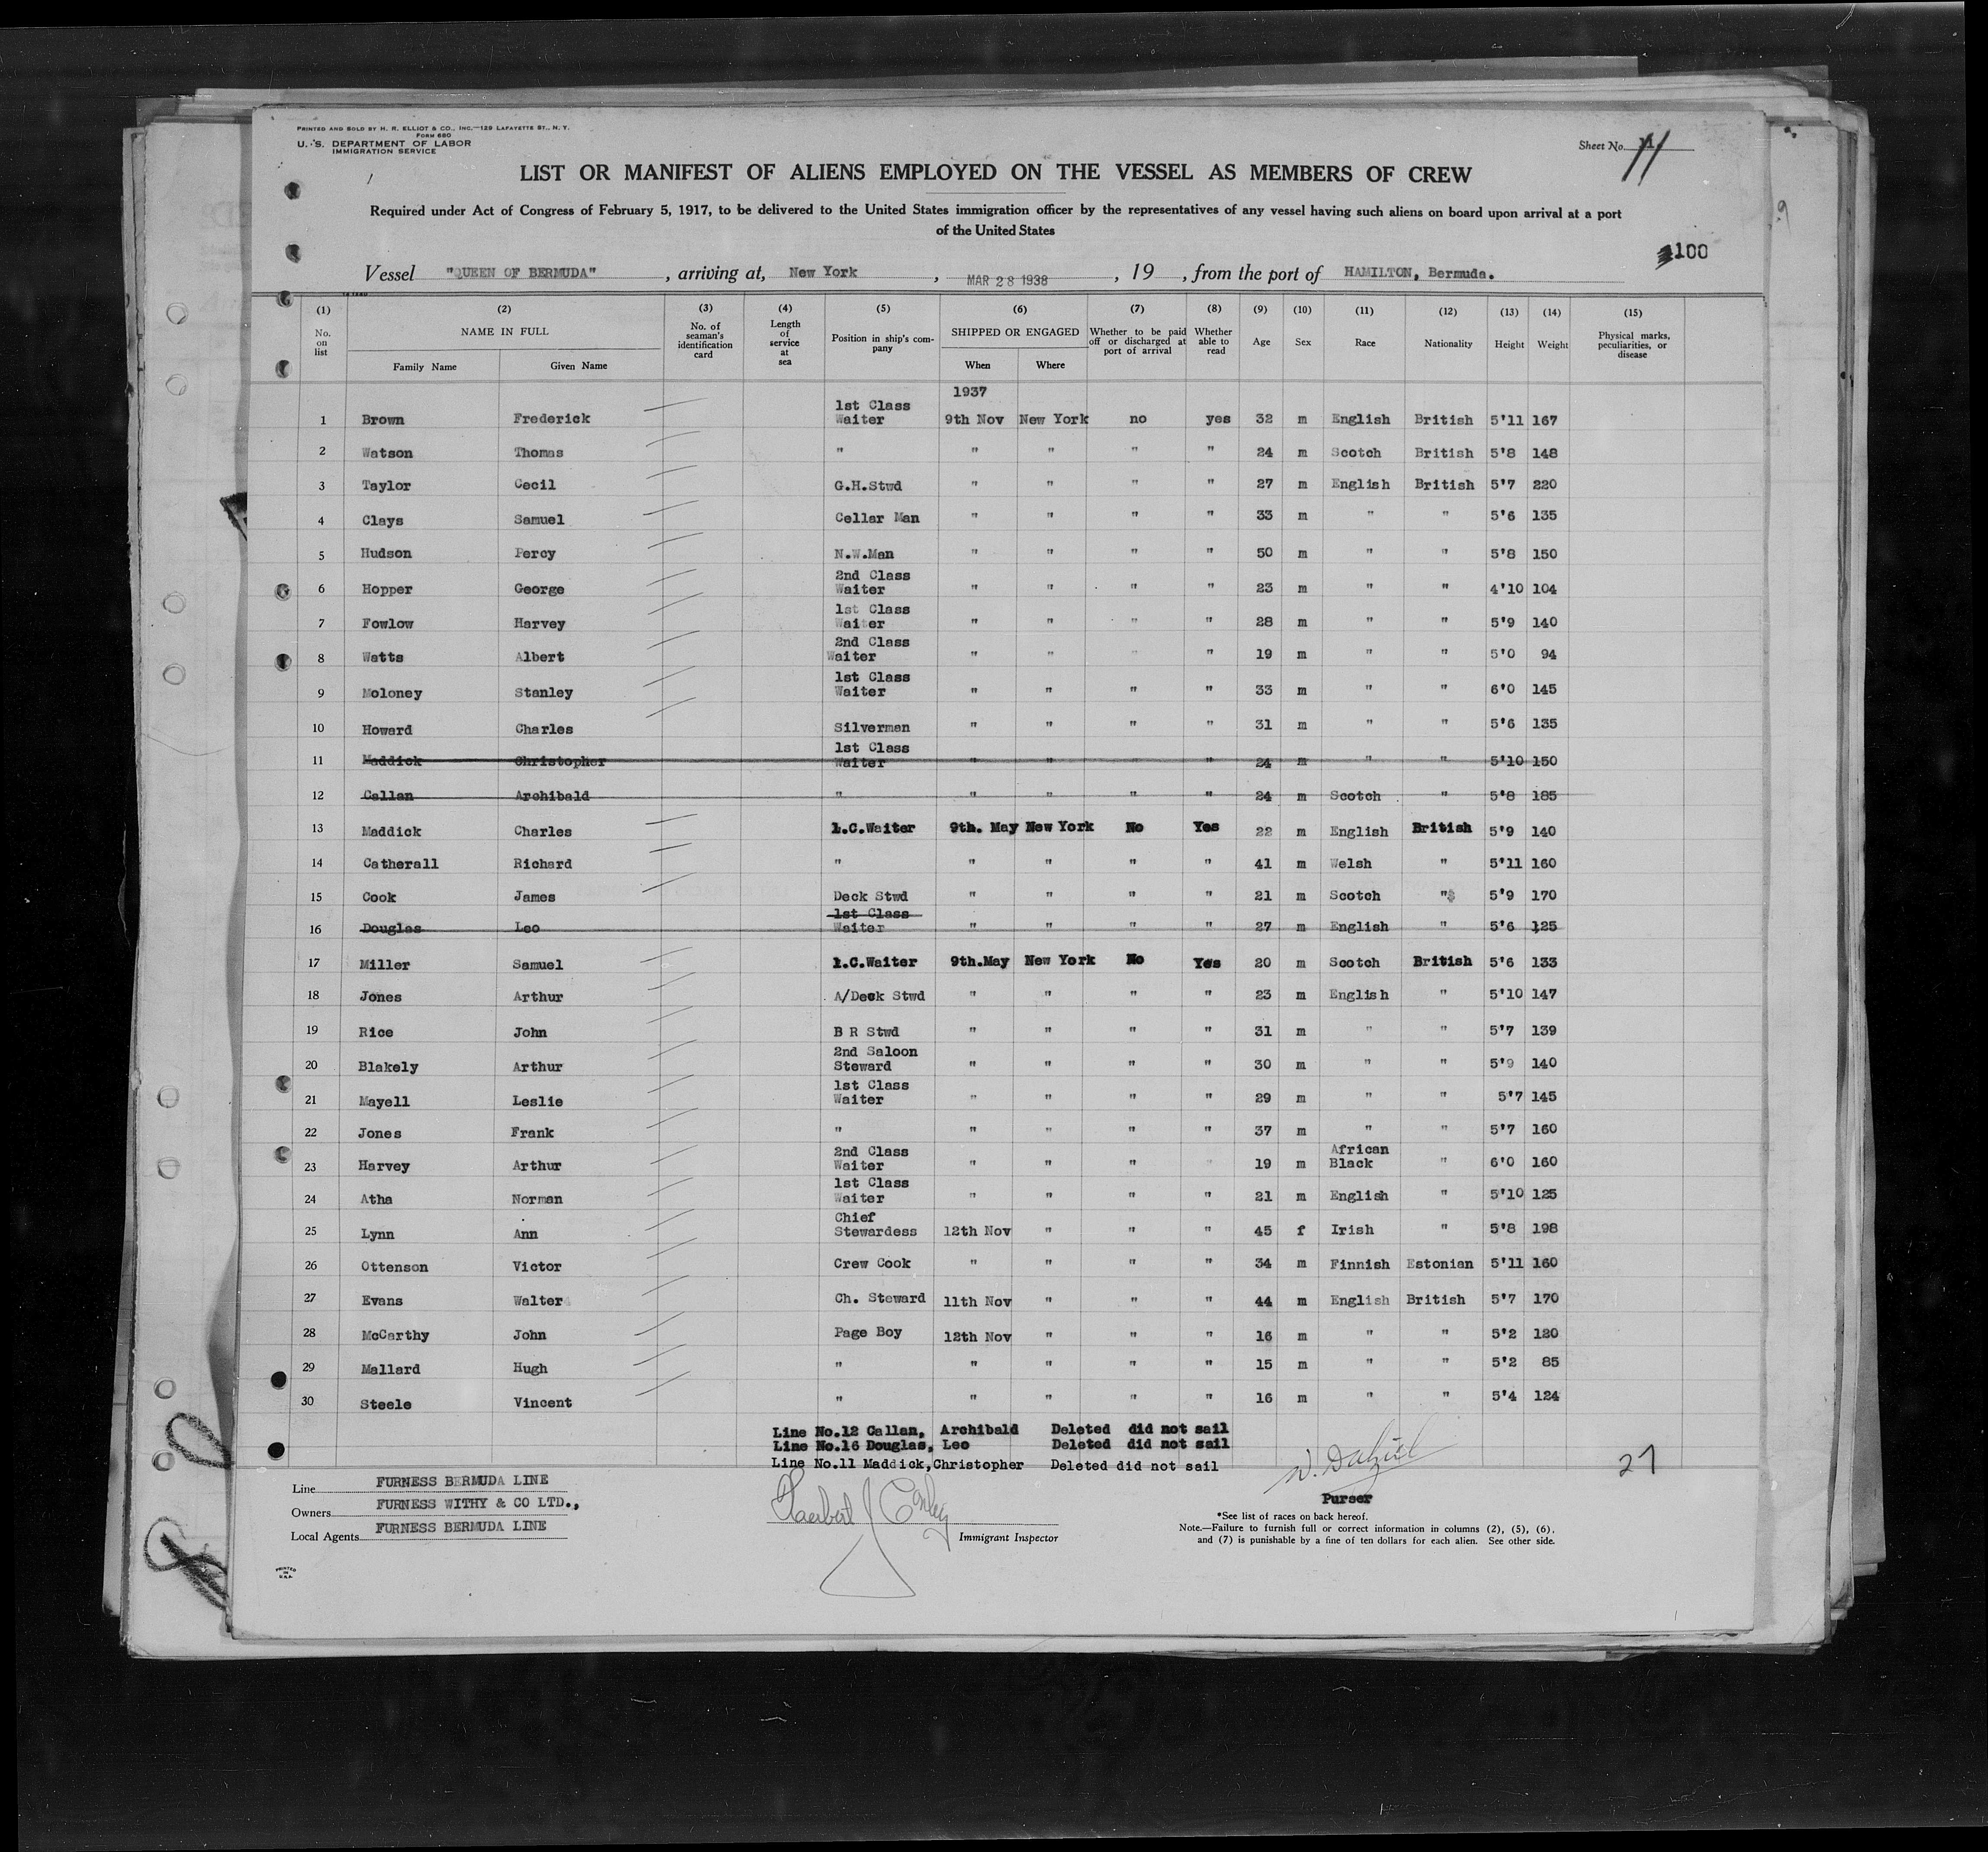 PRINTED AND SOLD BY H. R. ELLIOT & CO., INC.—129 LAFAYETTE ST., N. Y.
FORM 680
U. S. DEPARTMENT OF LABOR
IMMIGRATION SERVICE
Sheet No. 11
LIST OR MANIFEST OF ALIENS EMPLOYED ON THE VESSEL AS MEMBERS OF CREW
Required under Act of Congress of February 5, 1917, to be delivered to the United States immigration officer by the representatives of any vessel having such aliens on board upon arrival at a port
of the United States
100
Vessel "QUEEN OF BERMUDA", arriving at, New York, MAR 28 1938, 19 , from the port of HAMILTON, Bermuda.
(1) (2) (3) (4) (5) (6) (7) (8) (9) (10) (11) (12) (13) (14) (15)
No. on list NAME IN FULL Family Name Given Name No. of seaman's identification card Length of service at sea Position in ship's company SHIPPED OR ENGAGED When Where Whether to be paid off or discharged at port of arrival Whether able to read Age Sex Race Nationality Height Weight Physical marks, peculiarities, or disease
1937
1 Brown Frederick 1st Class Waiter 9th Nov New York no yes 32 m English British 5'11 167
2 Watson Thomas " " " " " 24 m Scotch British 5'8 148
3 Taylor Cecil G.H.Stwd " " " " 27 m English British 5'7 220
4 Clays Samuel Cellar Man " " " " 33 m " " 5'6 135
5 Hudson Percy N.W.Man " " " " 50 m " " 5'8 150
6 Hopper George 2nd Class Waiter " " " " 23 m " " 4'10 104
7 Fowlow Harvey 1st Class Waiter " " " " 28 m " " 5'9 140
8 Watts Albert 2nd Class Waiter " " " " 19 m " " 5'0 94
9 Moloney Stanley 1st Class Waiter " " " " 33 m " " 6'0 145
10 Howard Charles Silverman " " " " 31 m " " 5'6 135
11 Maddick Christopher 1st Class Waiter " " " " 24 m " " 5'10 150
12 Callan Archibald " " " " " 24 m Scotch " 5'8 185
13 Maddick Charles 1.C.Waiter 9th. May New York No Yes 22 m English British 5'9 140
14 Catherall Richard " " " " " 41 m Welsh " 5'11 160
15 Cook James Deck Stwd " " " " 21 m Scotch " 5'9 170
16 Douglas Leo 1st Class Waiter " " " " 27 m English " 5'6 125
17 Miller Samuel 1.C.Waiter 9th.May New York No Yes 20 m Scotch British 5'6 133
18 Jones Arthur A/Deck Stwd " " " " 23 m English " 5'10 147
19 Rice John B R Stwd " " " " 31 m " " 5'7 139
20 Blakely Arthur 2nd Saloon Steward " " " " 30 m " " 5'9 140
21 Mayell Leslie 1st Class Waiter " " " " 29 m " " 5'7 145
22 Jones Frank " " " " " 37 m " " 5'7 160
23 Harvey Arthur 2nd Class Waiter " " " " 19 m African Black " 6'0 160
24 Atha Norman 1st Class Waiter " " " " 21 m English " 5'10 125
25 Lynn Ann Chief Stewardess 12th Nov " " " 45 f Irish " 5'8 198
26 Ottenson Victor Crew Cook " " " " 34 m Finnish Estonian 5'11 160
27 Evans Walter Ch. Steward 11th Nov " " " 44 m English British 5'7 170
28 McCarthy John Page Boy 12th Nov " " " 16 m " " 5'2 120
29 Mallard Hugh " " " " " 15 m " " 5'2 85
30 Steele Vincent " " " " " 16 m " " 5'4 124
Line No.12 Callan, Archibald Deleted did not sail
Line No.16 Douglas, Leo Deleted did not sail
Line No.11 Maddick,Christopher Deleted did not sail
Line FURNESS BERMUDA LINE
Owners FURNESS WITHY & CO LTD.,
Local Agents FURNESS BERMUDA LINE
Immigrant Inspector
W. Dalziel
Purser
27
*See list of races on back hereof.
Note.—Failure to furnish full or correct information in columns (2), (5), (6),
and (7) is punishable by a fine of ten dollars for each alien. See other side.
PRINTED IN U.S.A.